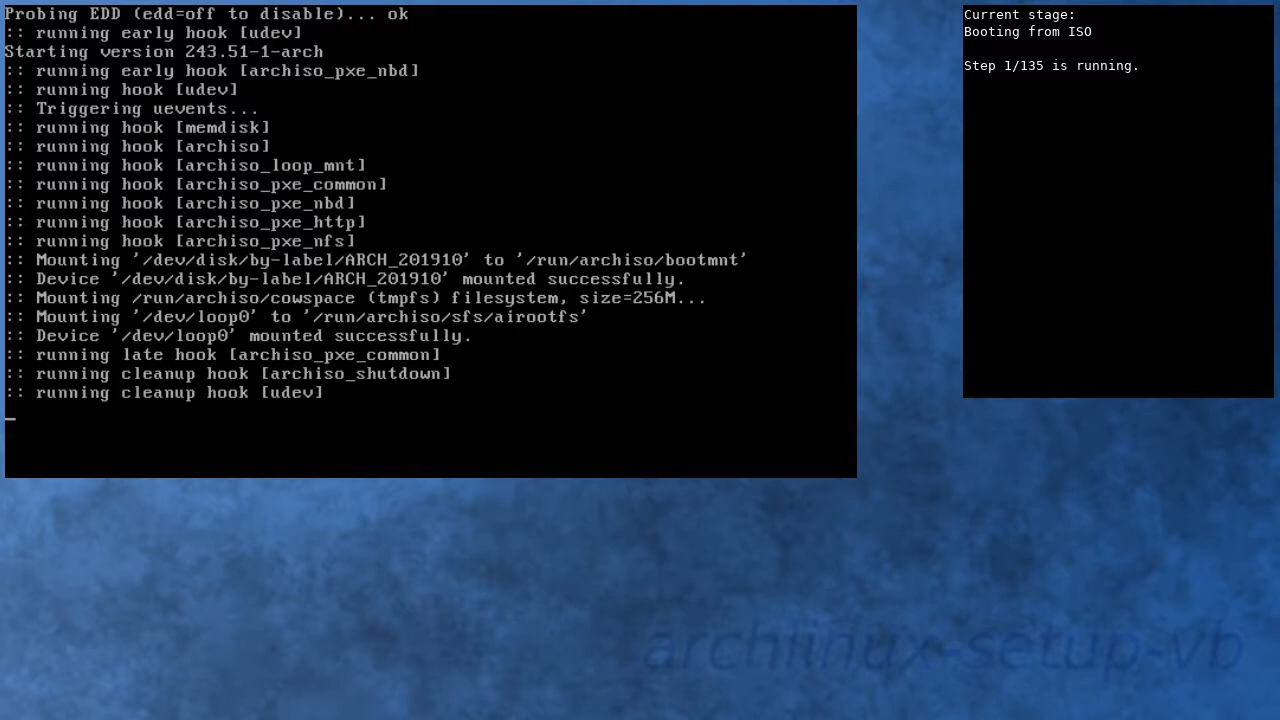 Probing EDD (edd=off to disable)... ok
:: running early hook [udev]
Starting version 243.51-1-arch
:: running early hook [archiso_pxe_nbd]
:: running hook [udev]
:: Triggering uevents...
:: running hook [memdisk]
:: running hook [archiso]
:: running hook [archiso_loop_mnt]
:: running hook [archiso_pxe_common]
:: running hook [archiso_pxe_nbd]
:: running hook [archiso_pxe_http]
:: running hook [archiso_pxe_nfs]
:: Mounting '/dev/disk/by-label/ARCH_201910' to '/run/archiso/bootmnt'
:: Device '/dev/disk/by-label/ARCH_201910' mounted successfully.
:: Mounting /run/archiso/cowspace (tmpfs) filesystem, size=256M...
:: Mounting '/dev/loop0' to '/run/archiso/sfs/airootfs'
:: Device '/dev/loop0' mounted successfully.
:: running late hook [archiso_pxe_common]
:: running cleanup hook [archiso_shutdown]
:: running cleanup hook [udev]
_
Current stage:
Booting from ISO
Step 1/135 is running.
archlinux-setup-vb